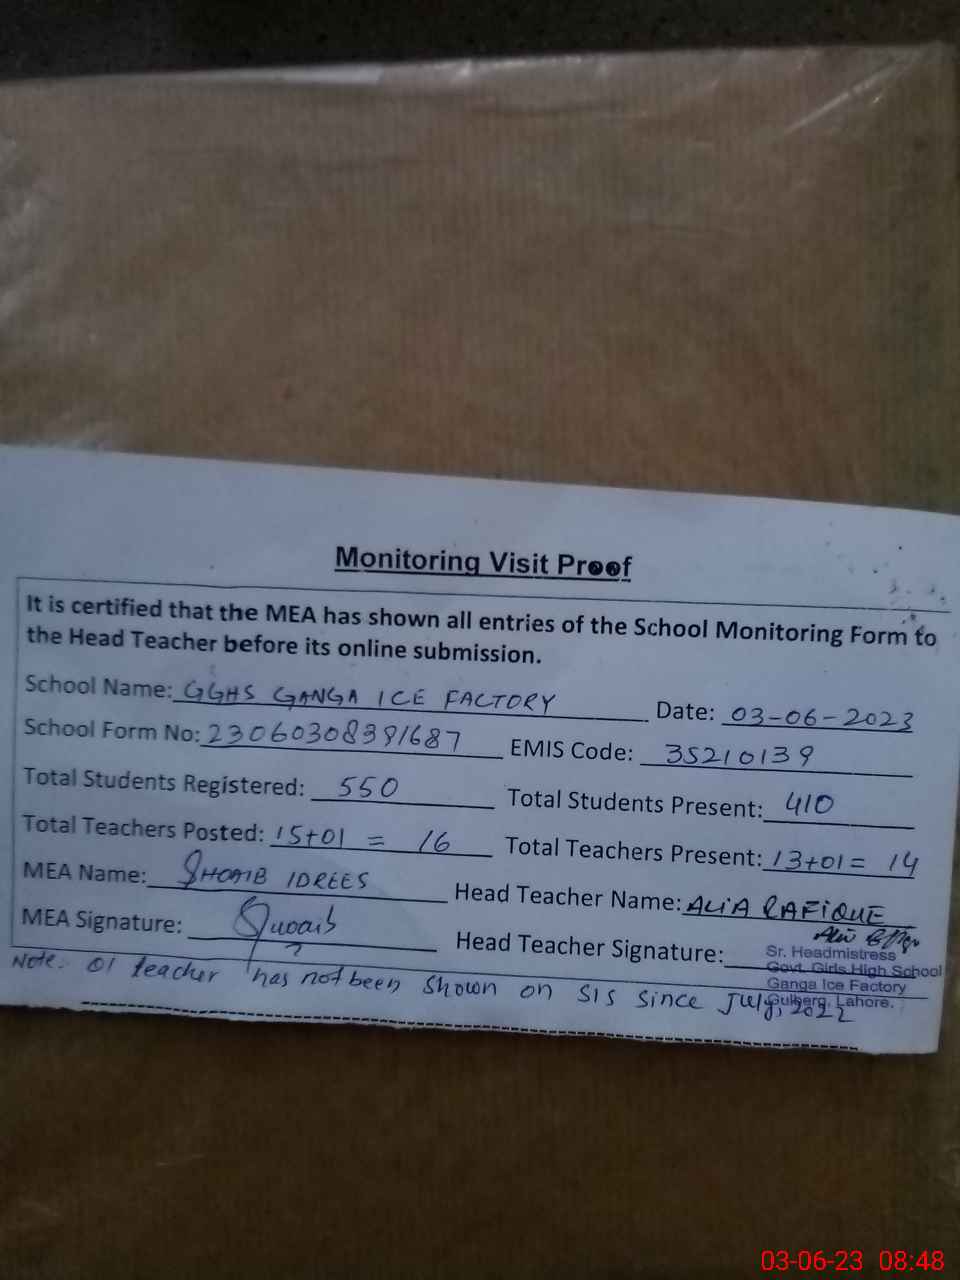 Monitoring Visit Proof
It is certified that the MEA has shown all entries of the School Monitoring Form to
the Head Teacher before its online submission.
School Name: GGHS GANGA ICE FACTORY Date: 03-06-2023
School Form No: 23060308391687 EMIS Code: 35210139
Total Students Registered: 550 Total Students Present: 410
Total Teachers Posted: 15+01 = 16 Total Teachers Present: 13+01 = 14
MEA Name: SHOAIB IDREES Head Teacher Name: ALIA RAFIQUE
MEA Signature: Shoaib Head Teacher Signature:
Sr. Headmistress
Govt. Girls High School
Ganga Ice Factory
Gulberg, Lahore.
Note: 01 teacher has not been shown on SIS since July, 2022
03-06-23 08:48